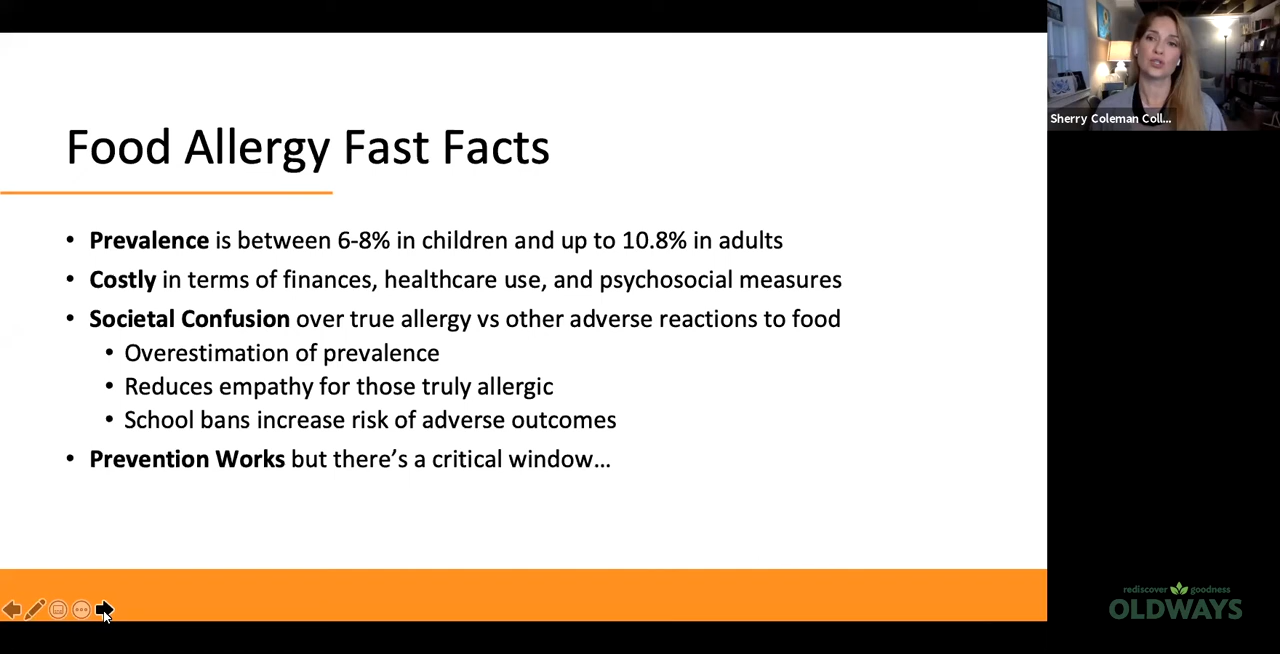 Food Allergy Fast Facts
• Prevalence is between 6-8% in children and up to 10.8% in adults
• Costly in terms of finances, healthcare use, and psychosocial measures
• Societal Confusion over true allergy vs other adverse reactions to food
• Overestimation of prevalence
• Reduces empathy for those truly allergic
• School bans increase risk of adverse outcomes
• Prevention Works but there's a critical window…
Sherry Coleman Coll...
rediscover goodness
OLDWAYS